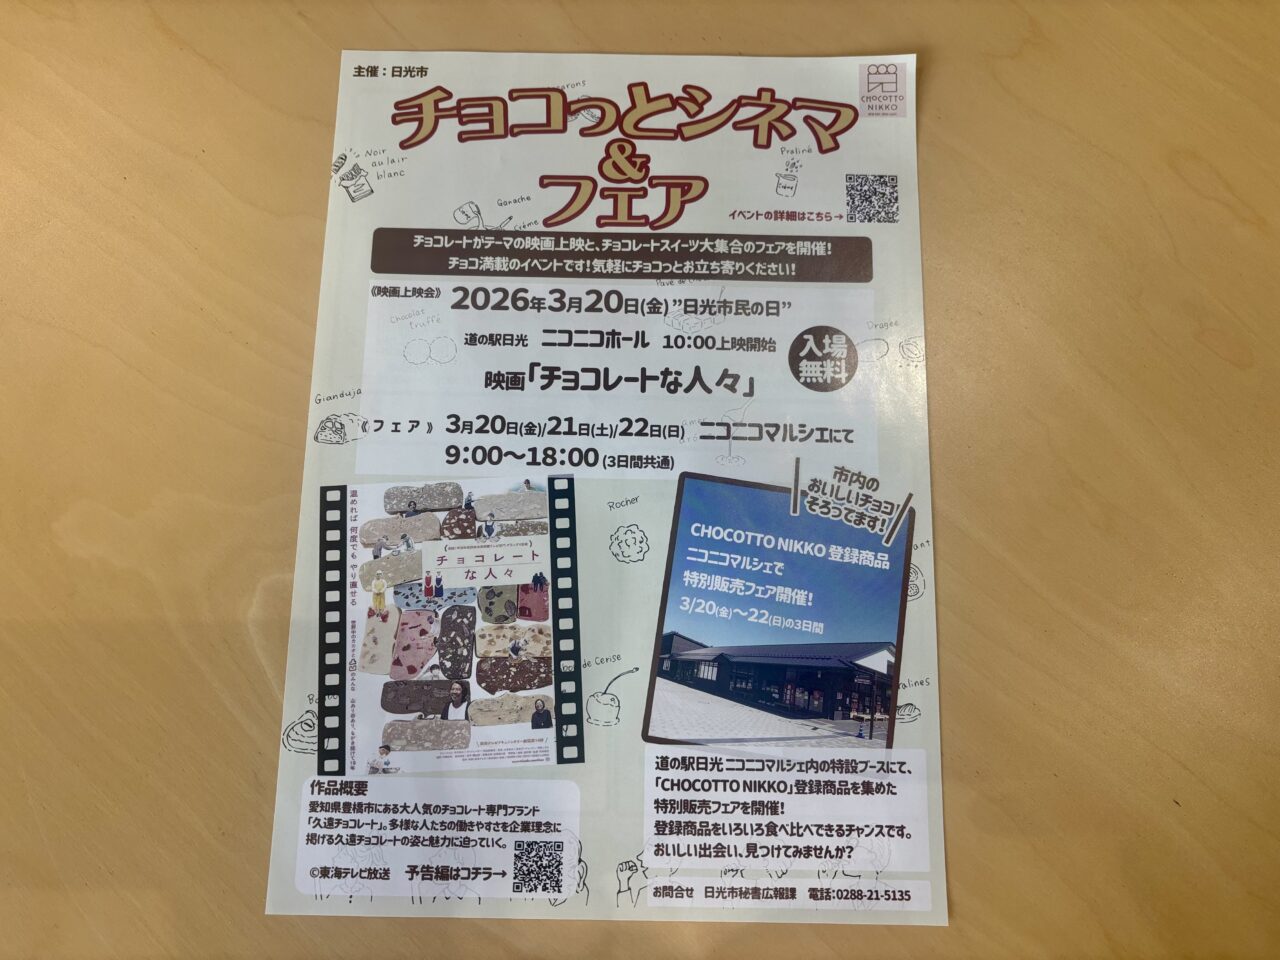 主催：日光市
CHOCOTTO
NIKKO
チョコっとシネマ
&
フェア
Noir
au lair
blanc
Praliné
Ganache
イベントの詳細はこちら→
チョコレートがテーマの映画上映と、チョコレートスイーツ大集合のフェアを開催！
チョコ満載のイベントです！気軽にチョコっとお立ち寄りください！
《映画上映会》 2026年3月20日(金)”日光市民の日”
Chocolat
truffé
Dragée
道の駅日光 ニコニコホール 10:00上映開始
入場
無料
映画「チョコレートな人々」
Gianduja
《フェア》 3月20日(金)/21日(土)/22日(日) ニコニコマルシェにて
9:00～18:00 (3日間共通)
市内の
おいしいチョコ
そろってます！
温めれば 何度でも やり直せる
チョコレート
な人々
Rocher
de Cerise
CHOCOTTO NIKKO 登録商品
ニコニコマルシェで
特別販売フェア開催！
3/20(金)～22(日)の3日間
作品概要
愛知県豊橋市にある大人気のチョコレート専門ブランド
「久遠チョコレート」。多様な人たちの働きやすさを企業理念に
掲げる久遠チョコレートの姿と魅力に迫っていく。
©東海テレビ放送 予告編はコチラ→
道の駅日光 ニコニコマルシェ内の特設ブースにて、
「CHOCOTTO NIKKO」登録商品を集めた
特別販売フェアを開催！
登録商品をいろいろ食べ比べできるチャンスです。
おいしい出会い、見つけてみませんか？
お問合せ 日光市秘書広報課 電話：0288-21-5135